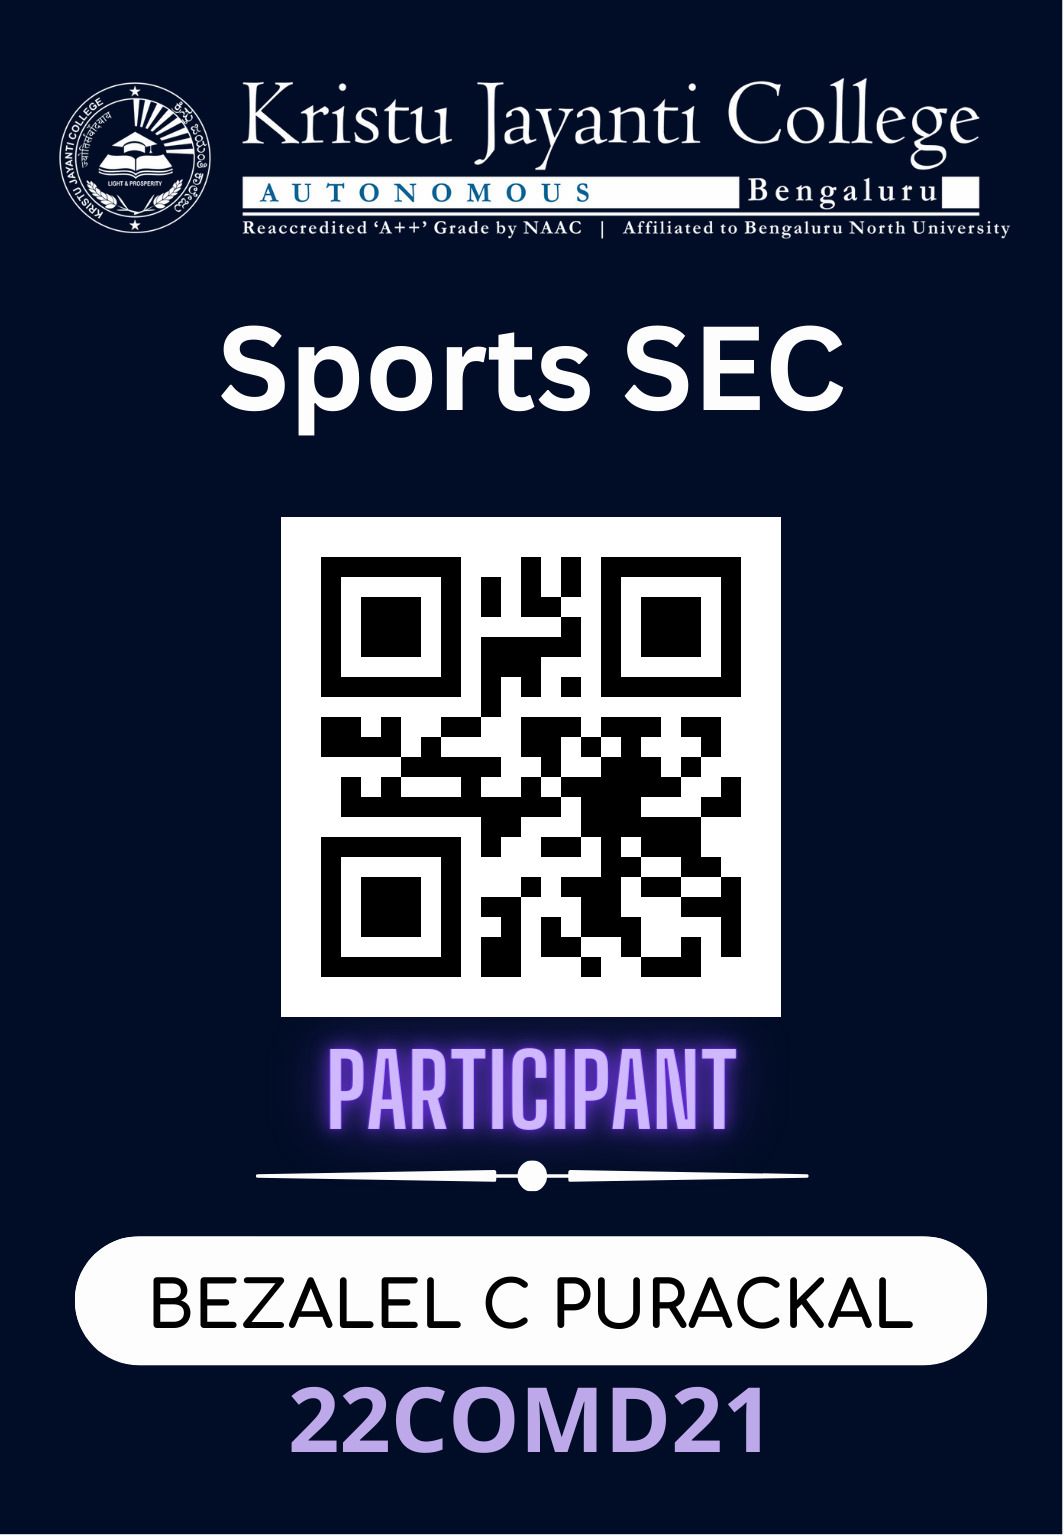 KRISTU JAYANTI COLLEGE
ಕ್ರಿಸ್ತು ಜಯಂತಿ ಕಾಲೇಜು
LIGHT & PROSPERITY
Kristu Jayanti College
AUTONOMOUS Bengaluru
Reaccredited ‘A++’ Grade by NAAC | Affiliated to Bengaluru North University
Sports SEC
PARTICIPANT
BEZALEL C PURACKAL
22COMD21